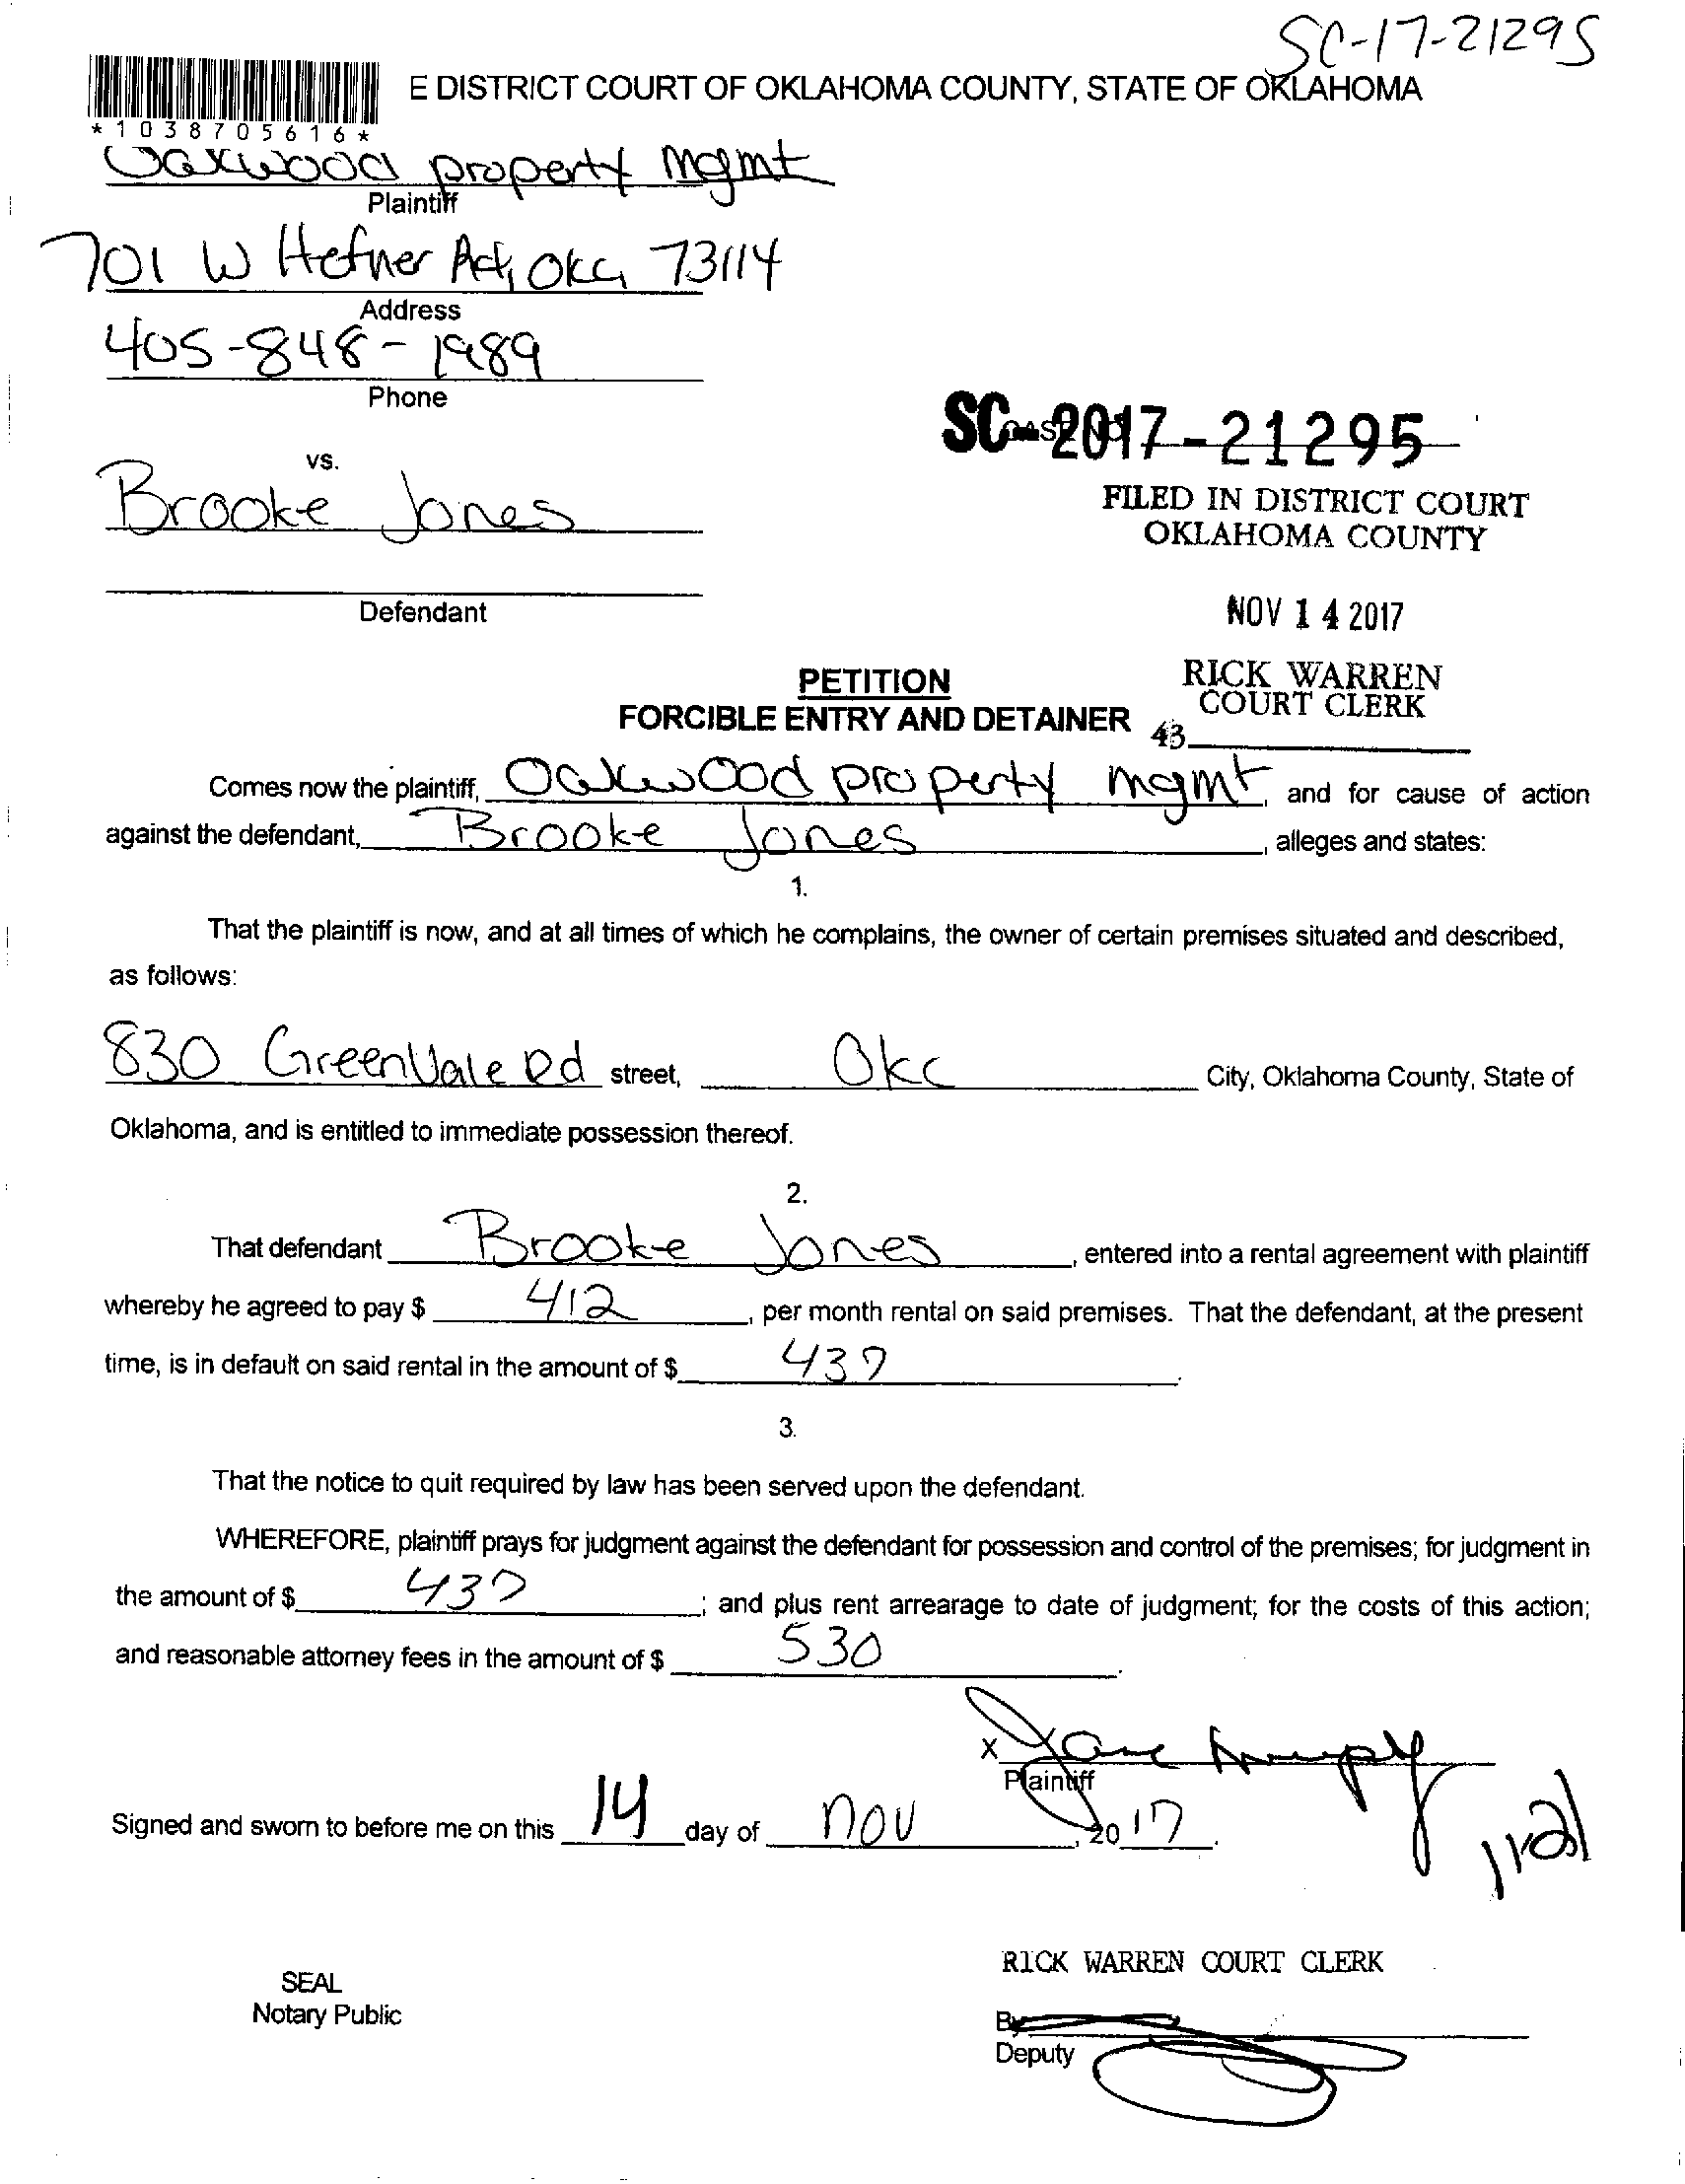 SC-17-21295
E DISTRICT COURT OF OKLAHOMA COUNTY, STATE OF OKLAHOMA
*1038705616*
Oakwood property Mgmt
Plaintiff
701 W Hefner OKC 73114
Address
405-848-1989
Phone
SC-2017-21295
vs.
Brooke Jones
FILED IN DISTRICT COURT
OKLAHOMA COUNTY
Defendant
NOV 14 2017
PETITION
RICK WARREN
COURT CLERK
FORCIBLE ENTRY AND DETAINER
43
Comes now the plaintiff, Oakwood property mgmt, and for cause of action
against the defendant, Brooke Jones, alleges and states:
1.
That the plaintiff is now, and at all times of which he complains, the owner of certain premises situated and described,
as follows:
830 GreenVale Rd street, Okc City, Oklahoma County, State of
Oklahoma, and is entitled to immediate possession thereof.
2.
That defendant Brooke Jones, entered into a rental agreement with plaintiff
whereby he agreed to pay $ 412, per month rental on said premises. That the defendant, at the present
time, is in default on said rental in the amount of $ 437.
3.
That the notice to quit required by law has been served upon the defendant.
WHEREFORE, plaintiff prays for judgment against the defendant for possession and control of the premises; for judgment in
the amount of $ 437; and plus rent arrearage to date of judgment; for the costs of this action;
and reasonable attorney fees in the amount of $ 530.
X
Plaintiff
Signed and sworn to before me on this 14 day of nov, 2017.
RICK WARREN COURT CLERK
SEAL
Notary Public
By
Deputy